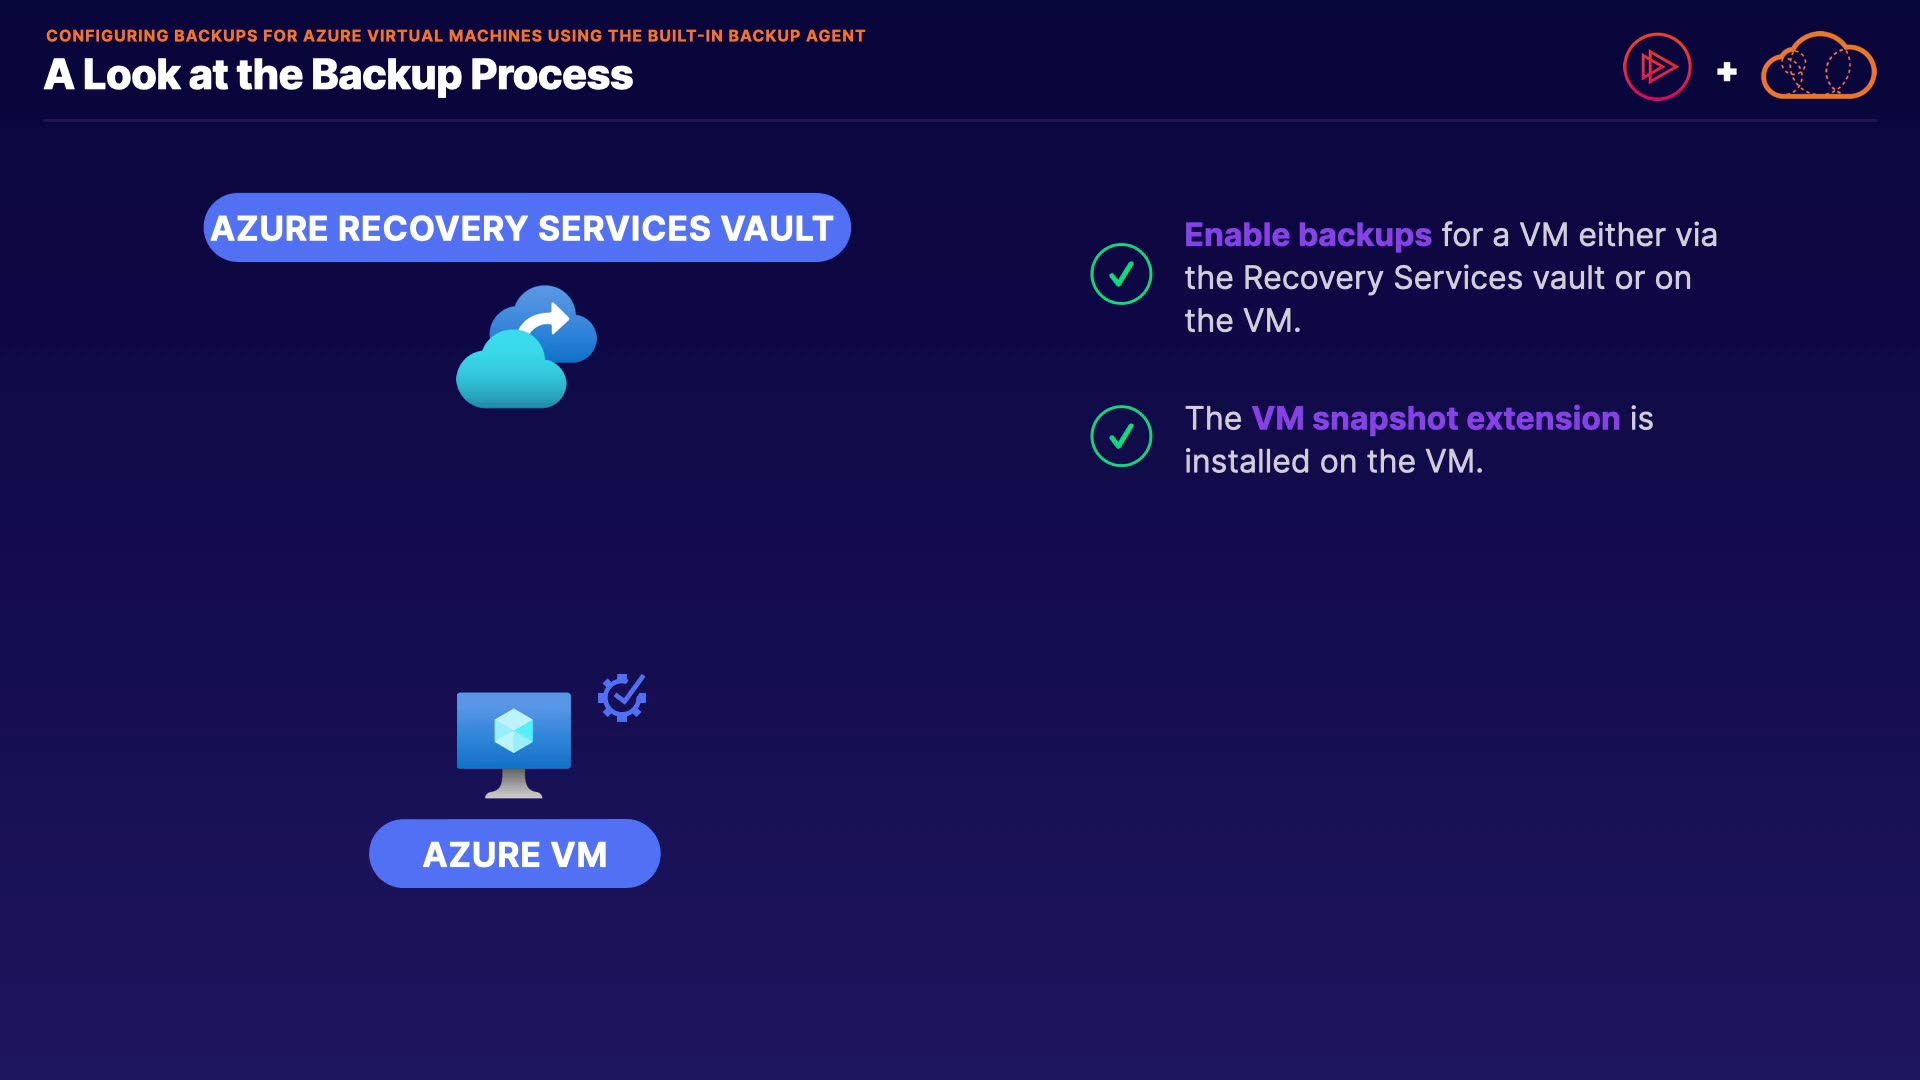 CONFIGURING BACKUPS FOR AZURE VIRTUAL MACHINES USING THE BUILT-IN BACKUP AGENT
A Look at the Backup Process
+
AZURE RECOVERY SERVICES VAULT
Enable backups for a VM either via
the Recovery Services vault or on
the VM.
The VM snapshot extension is
installed on the VM.
AZURE VM